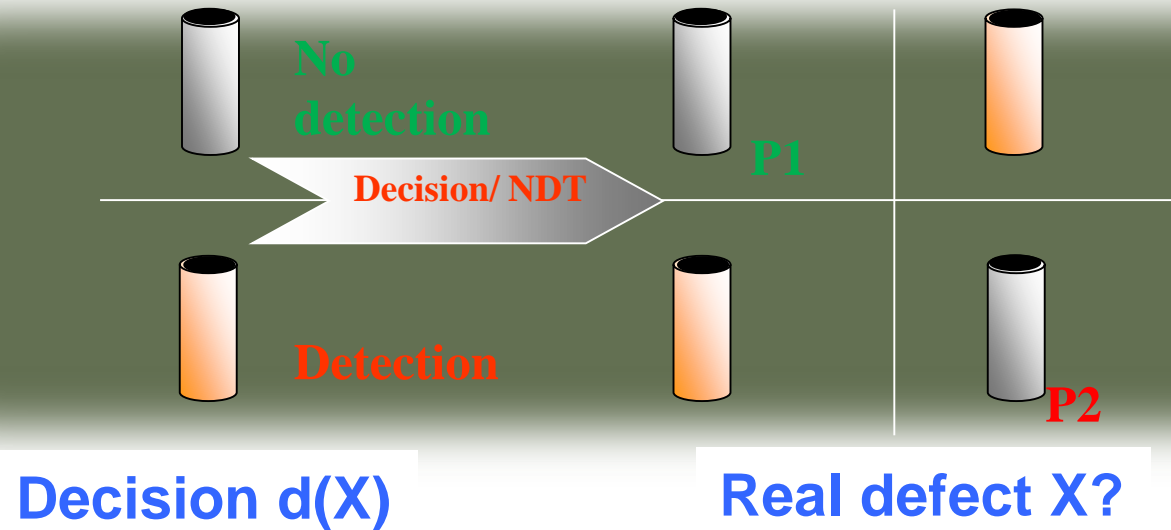 No
detection
Decision/ NDT
P1
Detection
P2
Decision d(X)
Real defect X?